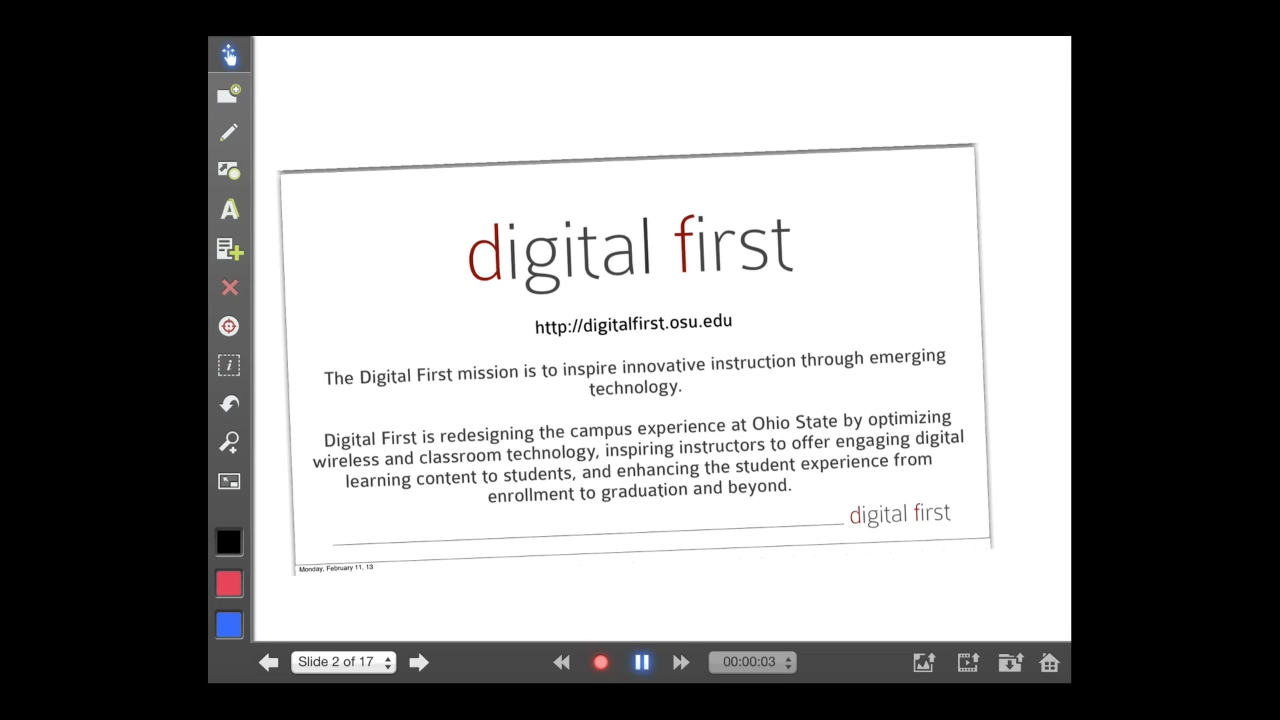 digital first
http://digitalfirst.osu.edu
The Digital First mission is to inspire innovative instruction through emerging
technology.
Digital First is redesigning the campus experience at Ohio State by optimizing
wireless and classroom technology, inspiring instructors to offer engaging digital
learning content to students, and enhancing the student experience from
enrollment to graduation and beyond.
digital first
Monday, February 11, 13
Slide 2 of 17
00:00:03